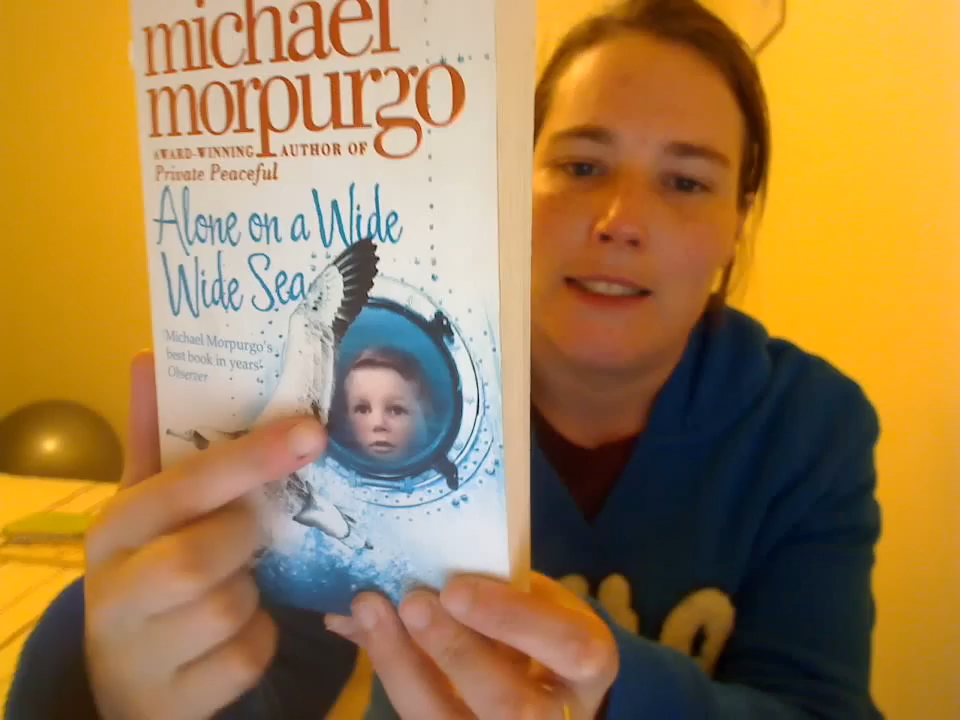 michael
morpurgo
AWARD-WINNING AUTHOR OF
Private Peaceful
Alone on a Wide
Wide Sea
'Michael Morpurgo's
best book in years'
Observer